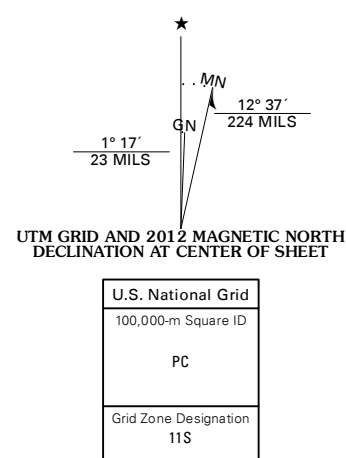 ★
MN
GN
12° 37´
224 MILS
1° 17´
23 MILS
UTM GRID AND 2012 MAGNETIC NORTH
DECLINATION AT CENTER OF SHEET
U.S. National Grid
100,000-m Square ID
PC
Grid Zone Designation
11S